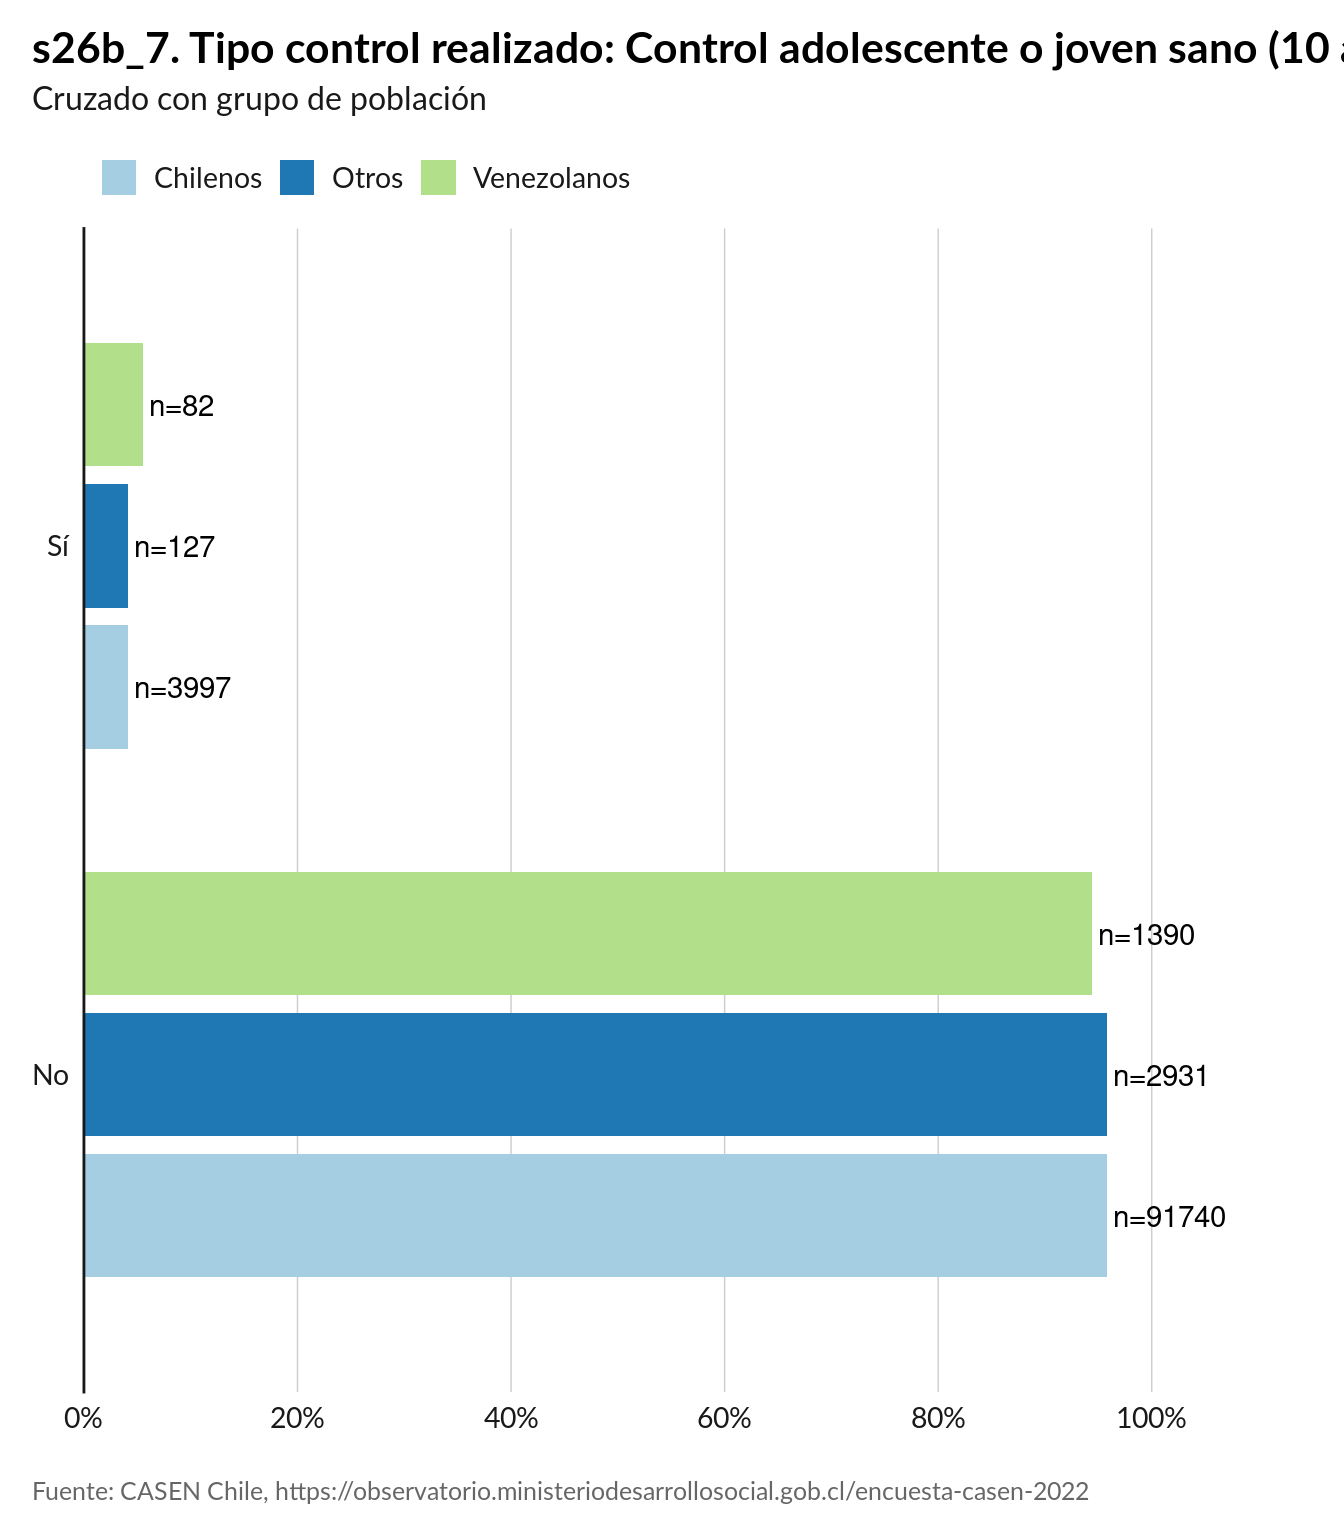 s26b_7. Tipo control realizado: Control adolescente o joven sano (10
Cruzado con grupo de población
Chilenos Otros Venezolanos
n=82
Sí n=127
n=3997
n=1390
No n=2931
n=91740
0% 20% 40% 60% 80% 100%
Fuente: CASEN Chile, https://observatorio.ministeriodesarrollosocial.gob.cl/encuesta-casen-2022